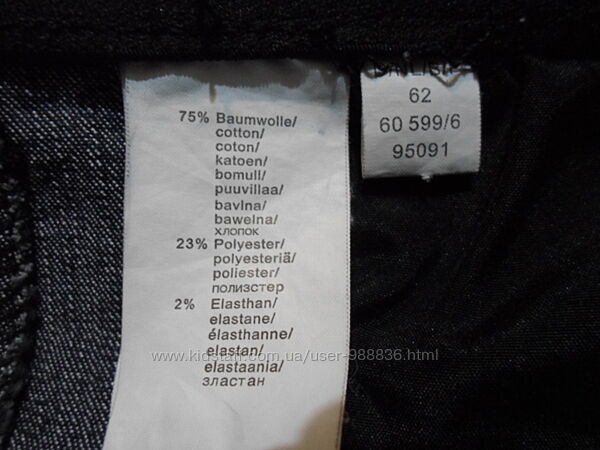 75% Baumwolle/
cotton/
coton/
katoen/
bomull/
puuvillaa/
bavlna/
bawełna/
хлопок
23% Polyester/
polyesteriä/
poliester/
полиэстер
2% Elasthan/
elastane/
élasthanne/
elastan/
elastaania/
эластан
62
60 599/6
95091
www.kidstaff.com.ua/user-988836.html